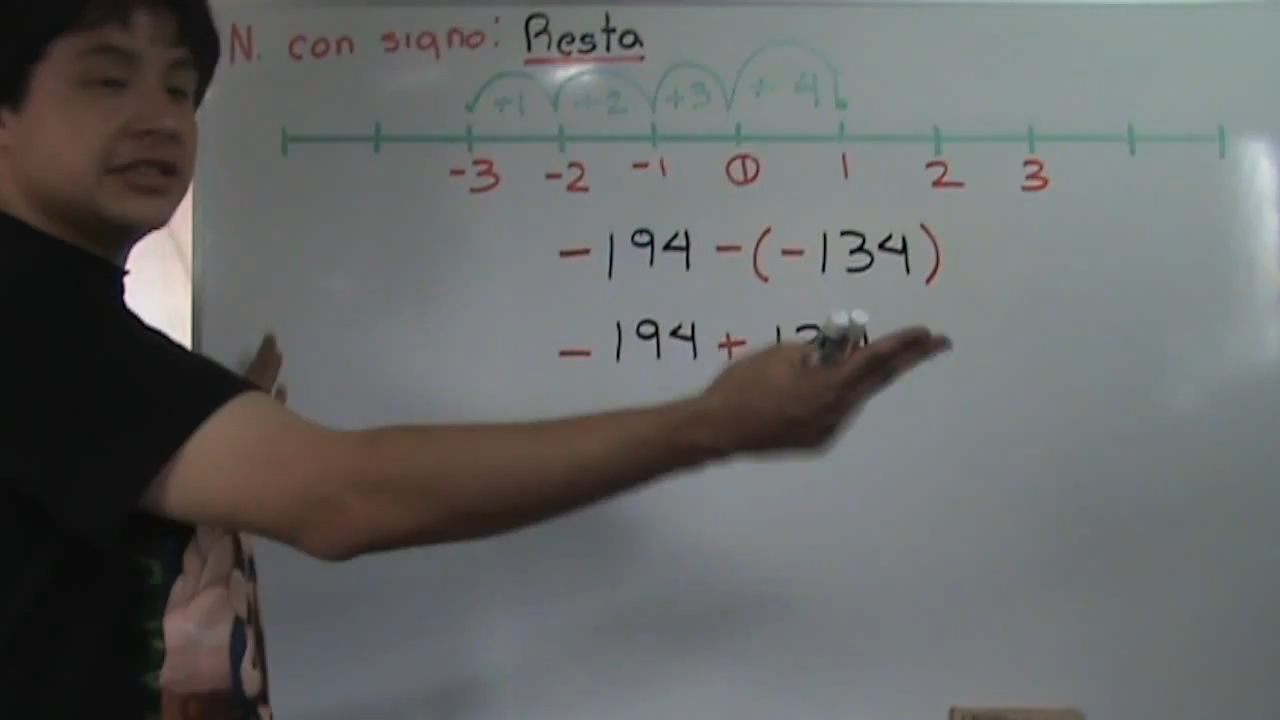 N. con signo: Resta
÷1 ÷2 +3 ÷ 4
-3 -2 -1 0 1 2 3
-194 -(-134)
- 194 +